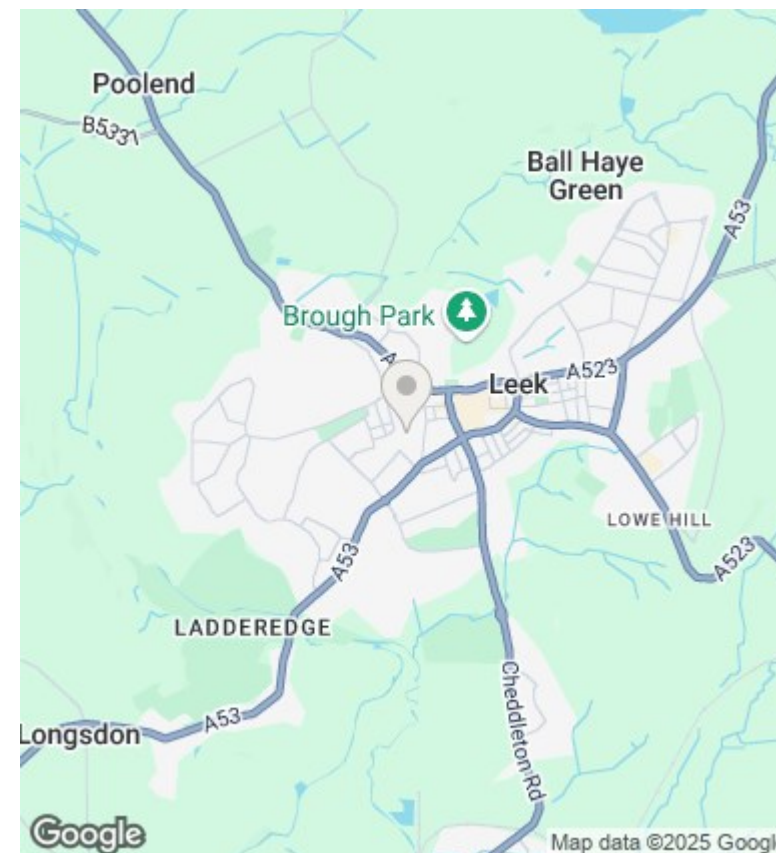 Poolend
B5331
Ball Haye
Green
A53
Brough Park
A
A523
Leek
LOWE HILL
A53
A523
LADDEREDGE
Cheddleton Rd
Longsdon
A53
Google
Map data ©2025 Googl